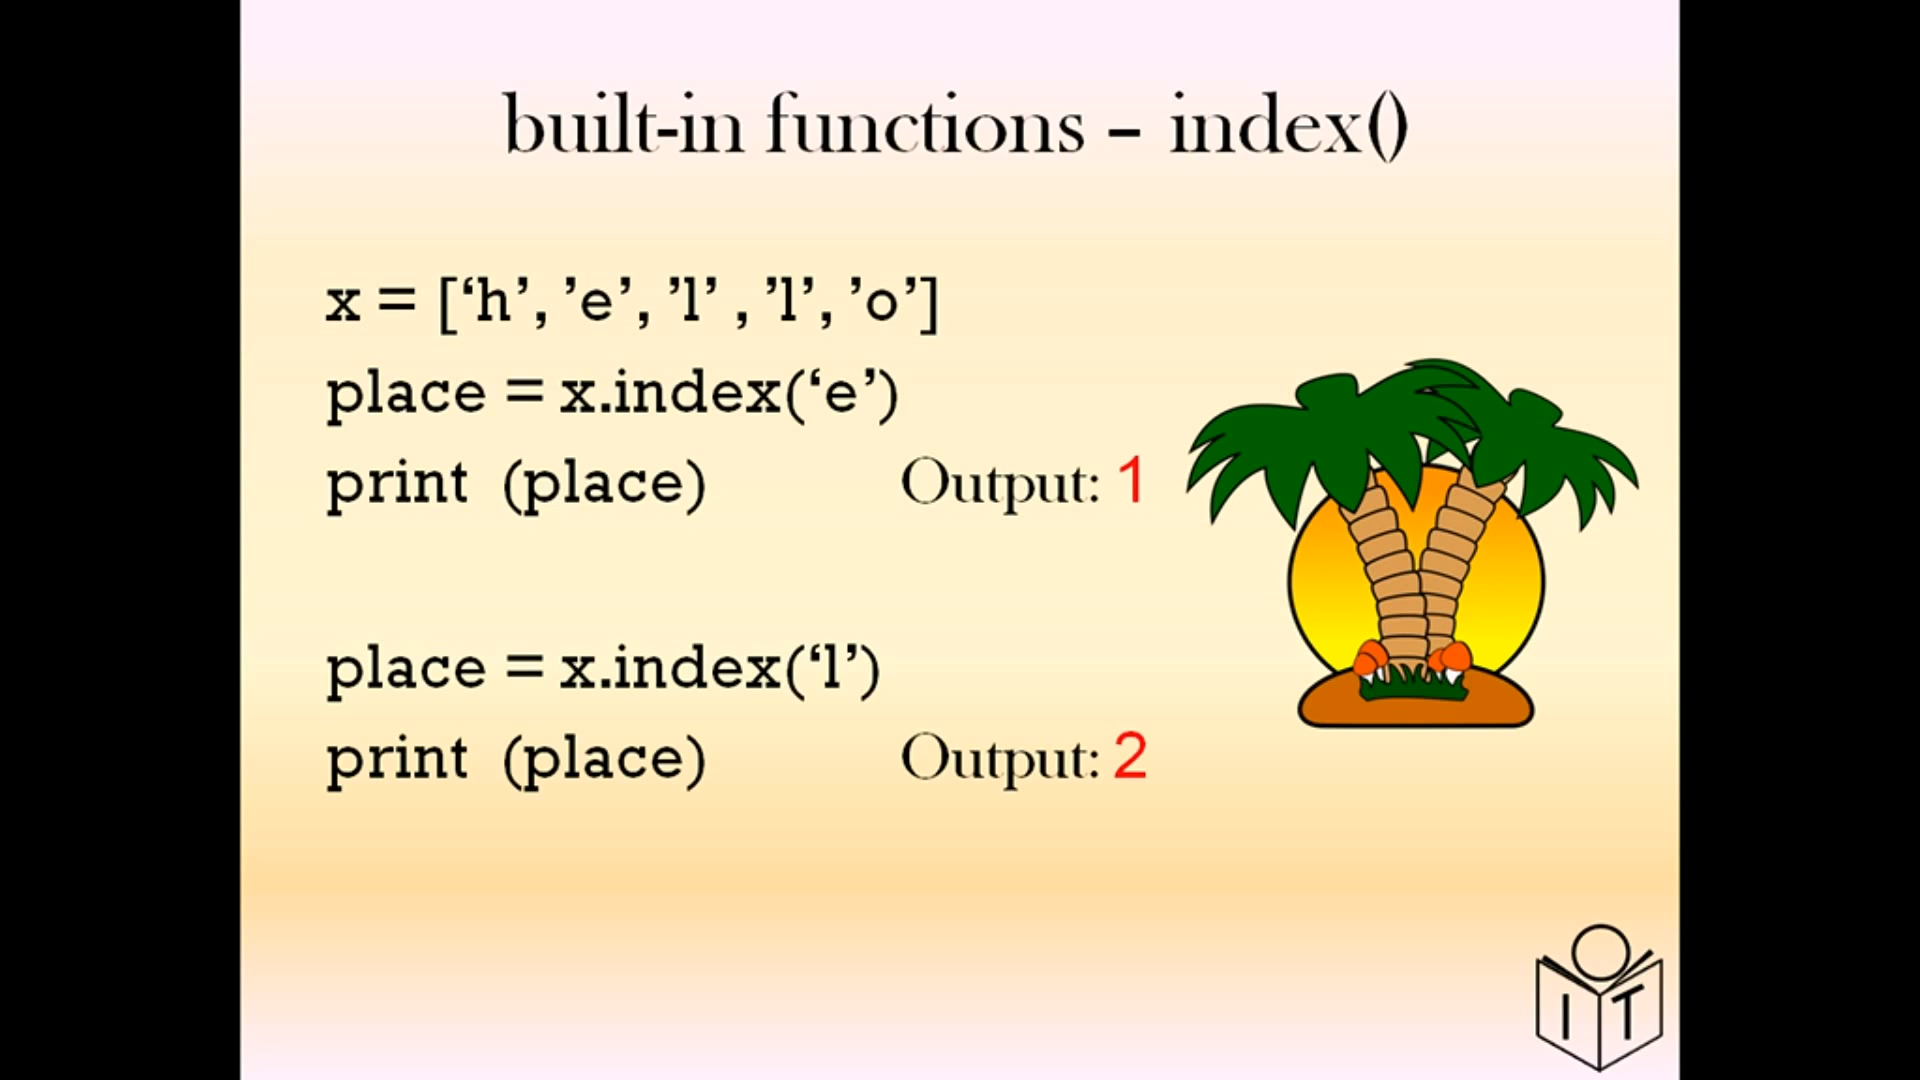 built-in functions – index()
x = [‘h’, ’e’, ’l’ , ’l’, ’o’]
place = x.index(‘e’)
print (place) Output: 1
place = x.index(‘l’)
print (place) Output: 2
I T